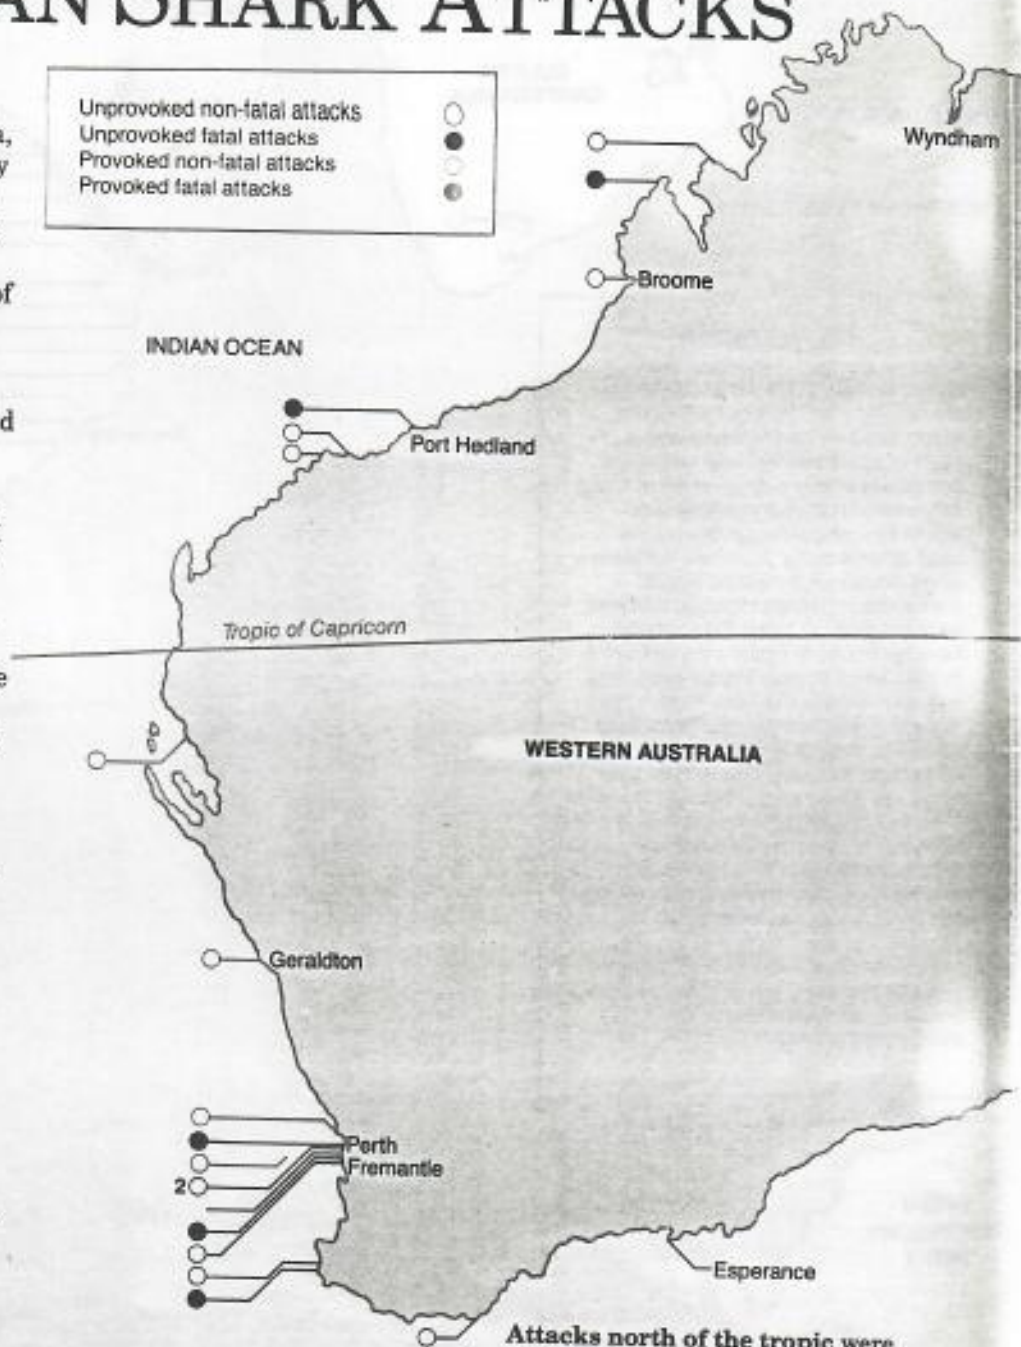 AN SHARK ATTACKS
Unprovoked non-fatal attacks
Unprovoked fatal attacks
Provoked non-fatal attacks
Provoked fatal attacks
Wyndham
of
Broome
INDIAN OCEAN
d
Port Hedland
Tropic of Capricorn
e
WESTERN AUSTRALIA
Geraldton
Perth
Fremantle
2
Esperance
Attacks north of the tropic were